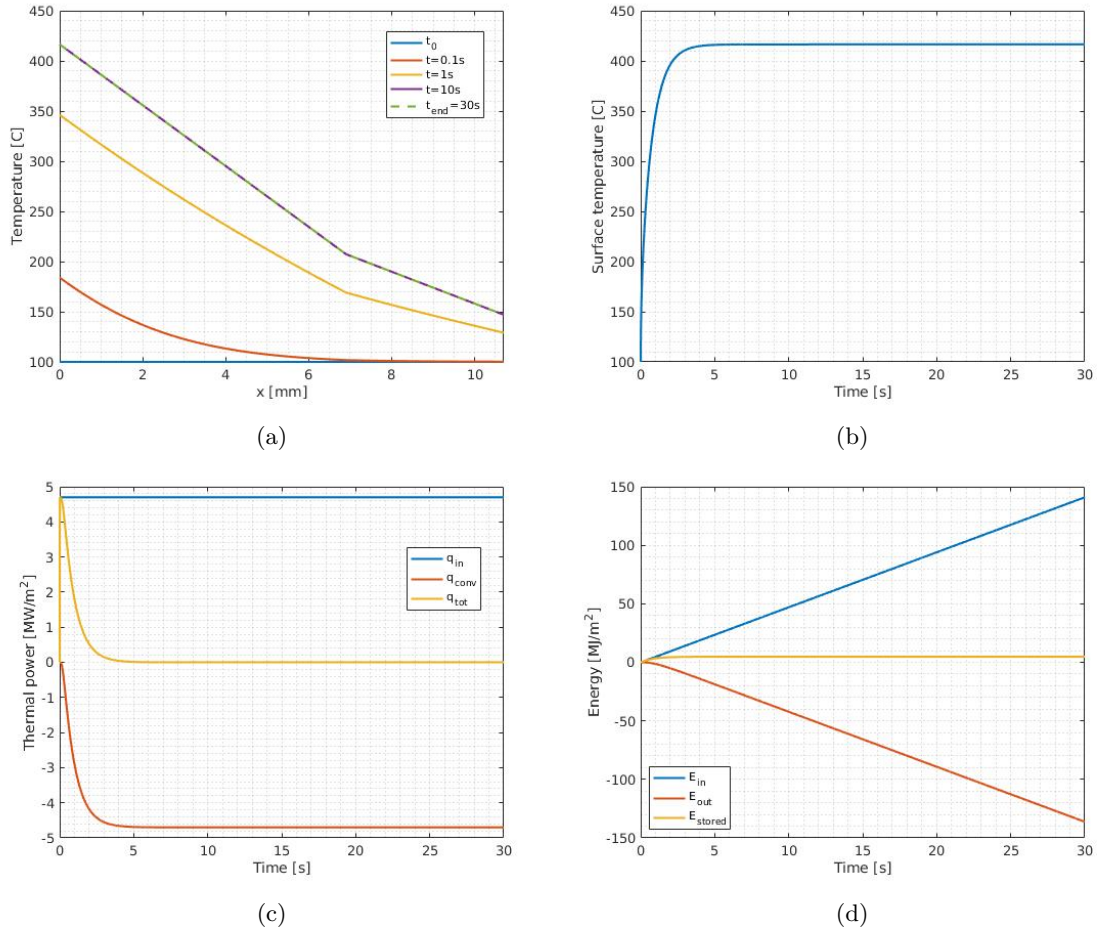 450
400
350
300
250
200
150
100
Temperature [C]
0
2
4
6
8
10
x [mm]
t0
t=0.1s
t=1s
t=10s
tend=30s
(a)
450
400
350
300
250
200
150
100
Surface temperature [C]
0
5
10
15
20
25
30
Time [s]
(b)
5
4
3
2
1
0
-1
-2
-3
-4
-5
Thermal power [MW/m2]
0
5
10
15
20
25
30
Time [s]
qin
qconv
qtot
(c)
150
100
50
0
-50
-100
-150
Energy [MJ/m2]
0
5
10
15
20
25
30
Time [s]
Ein
Eout
Estored
(d)